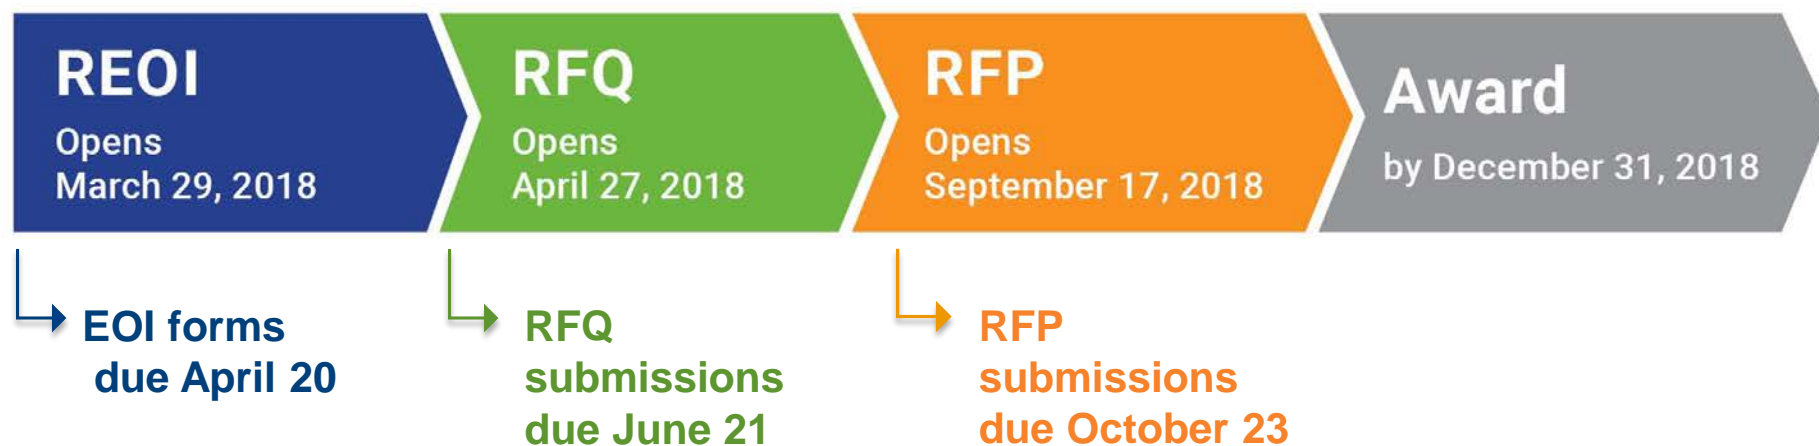 REOI
Opens
March 29, 2018
RFQ
Opens
April 27, 2018
RFP
Opens
September 17, 2018
Award
by December 31, 2018
EOI forms
due April 20
RFQ
submissions
due June 21
RFP
submissions
due October 23